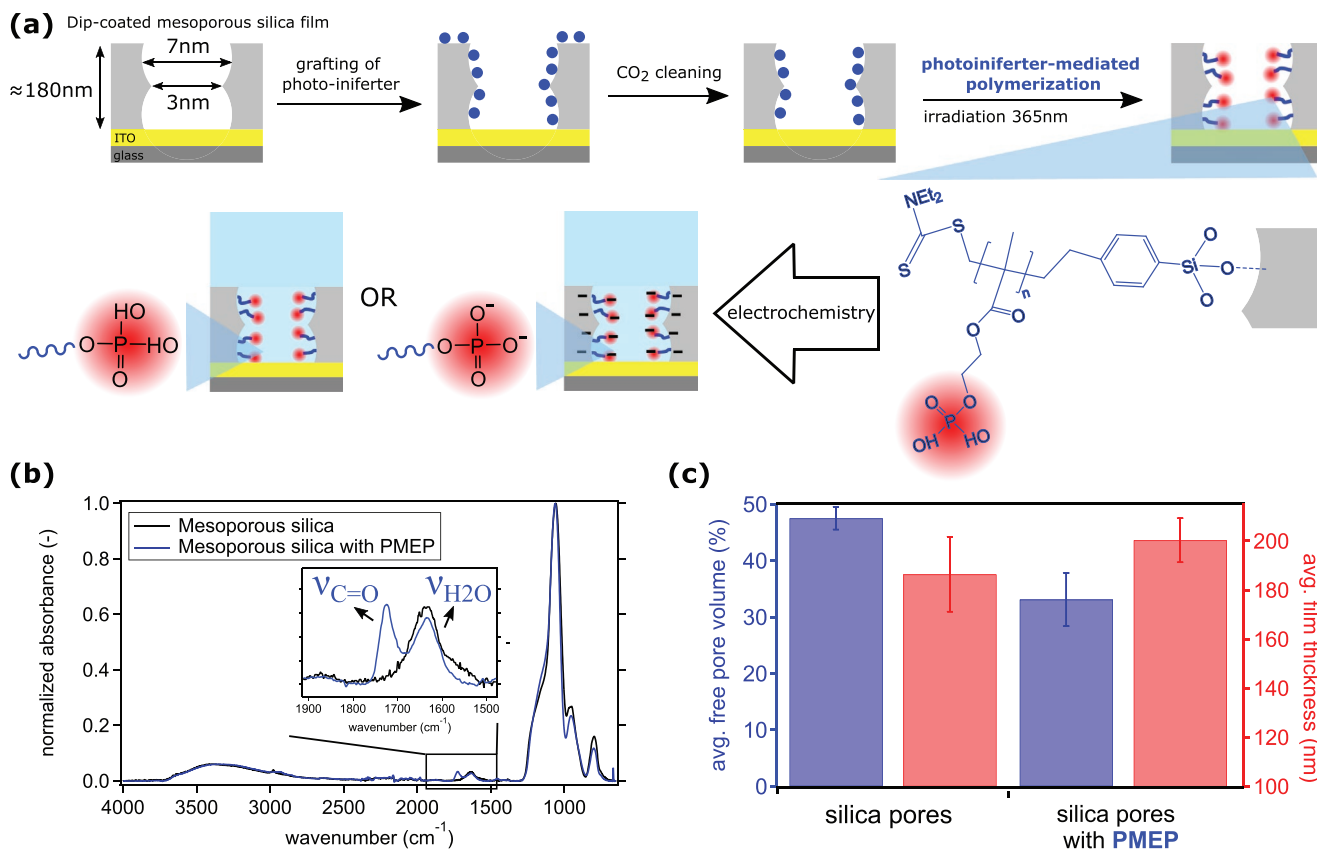 (a)
Dip-coated mesoporous silica film
7nm
3nm
≈180nm
ITO
glass
grafting of
photo-iniferter
CO2 cleaning
photoiniferter-mediated
polymerization
irradiation 365nm
HO
O
P
HO
O
OR
O-
O
P
O-
O
electrochemistry
NEt2
S
S
n
O
O
Si
O
O
O
O
O
P
OH
HO
(b)
normalized absorbance (-)
1.0
0.8
0.6
0.4
0.2
0.0
Mesoporous silica
Mesoporous silica with PMEP
νC=O
νH2O
1900 1800 1700 1600 1500
wavenumber (cm-1)
4000 3000 2000 1000
wavenumber (cm-1)
(c)
avg. free pore volume (%)
50
40
30
20
10
0
200
180
160
140
120
100
avg. film thickness (nm)
silica pores
silica pores
with PMEP